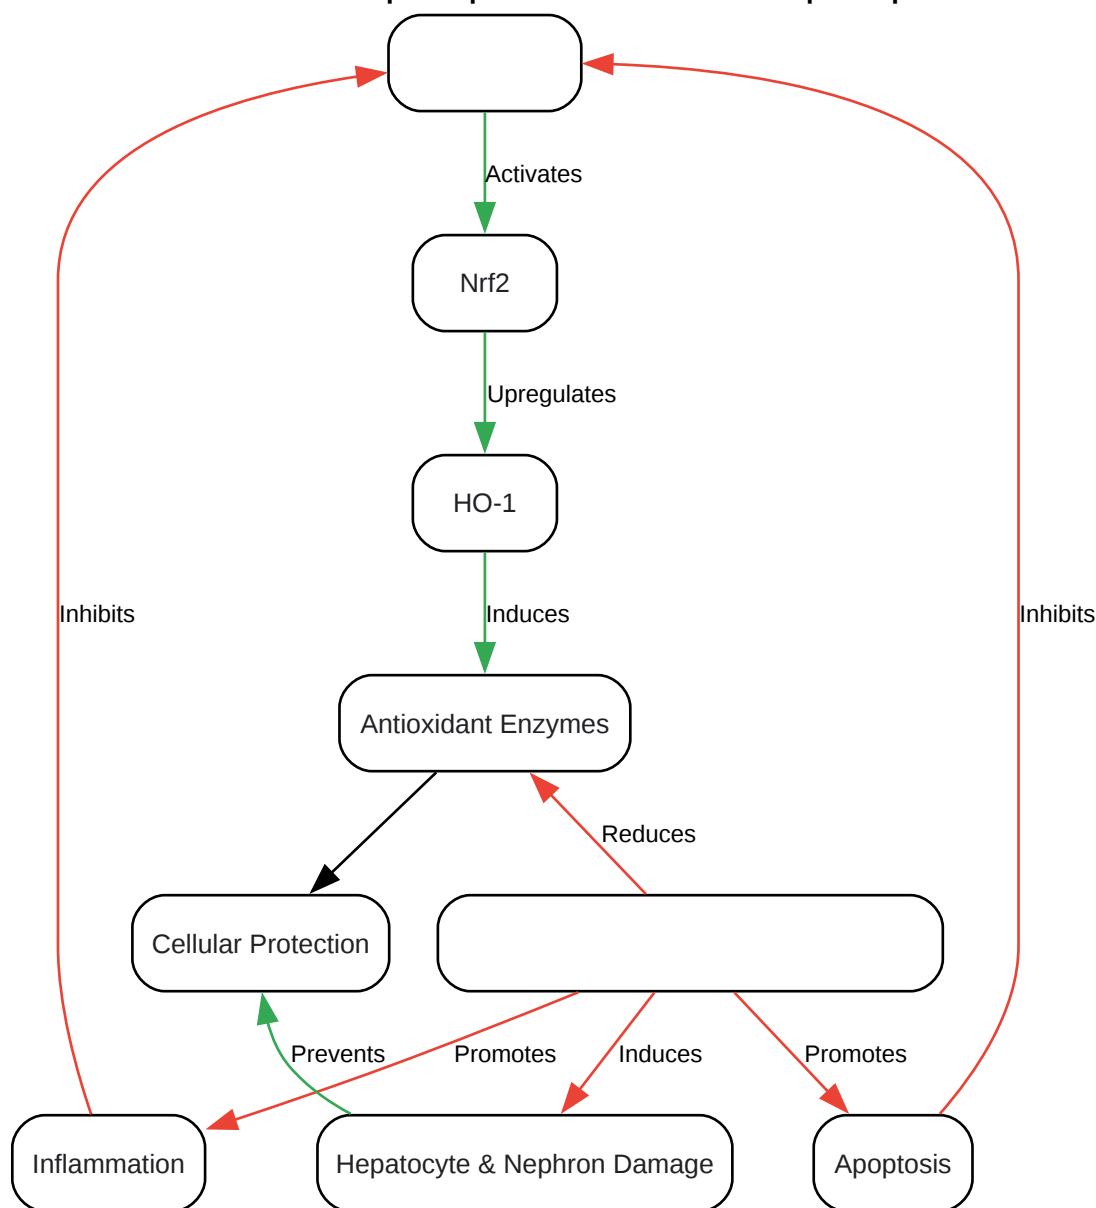 Activates
Nrf2
Upregulates
HO-1
Inhibits
Induces
Inhibits
Antioxidant Enzymes
Reduces
Cellular Protection
Prevents
Promotes
Induces
Promotes
Inflammation
Hepatocyte & Nephron Damage
Apoptosis